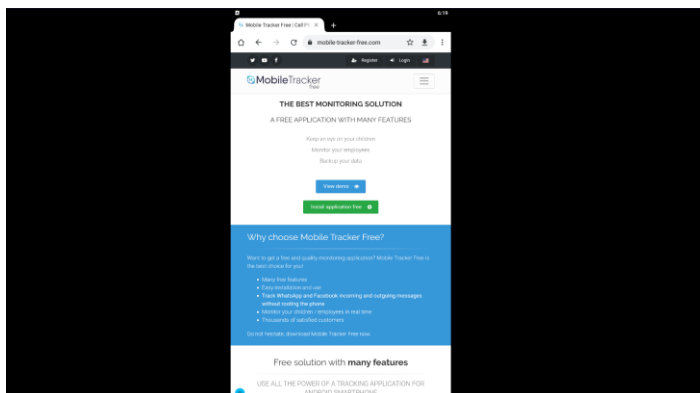 6:19
Mobile Tracker Free | Cell Ph
mobile-tracker-free.com
Register Login
MobileTracker
free
THE BEST MONITORING SOLUTION
A FREE APPLICATION WITH MANY FEATURES
Keep an eye on your children
Monitor your employees
Backup your data
View demo
Install application free
Why choose Mobile Tracker Free?
Want to get a free and quality monitoring application? Mobile Tracker Free is
the best choice for you!
Many free features
Easy installation and use
Track WhatsApp and Facebook incoming and outgoing messages
without rooting the phone
Monitor your children / employees in real time
Thousands of satisfied customers
Do not hesitate, download Mobile Tracker Free now.
Free solution with many features
USE ALL THE POWER OF A TRACKING APPLICATION FOR
ANDROID SMARTPHONE